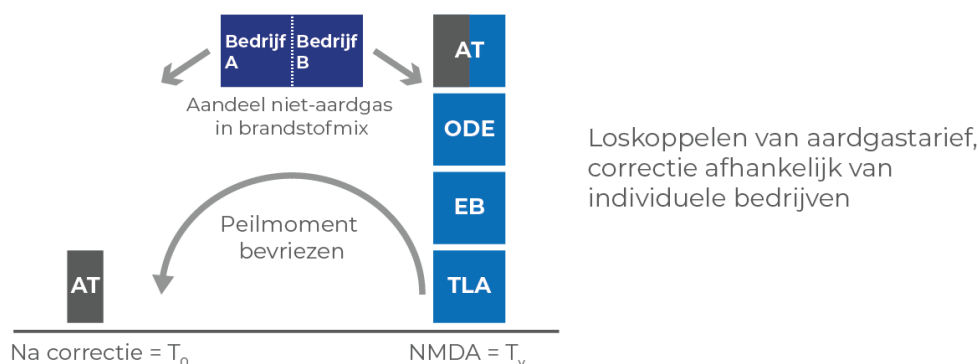 Bedrijf A
Bedrijf B
Aandeel niet-aardgas
in brandstofmix
AT
ODE
EB
TLA
Peilmoment
bevriezen
AT
Na correctie = T₀
NMDA = Tᵧ
Loskoppelen van aardgastarief,
correctie afhankelijk van
individuele bedrijven